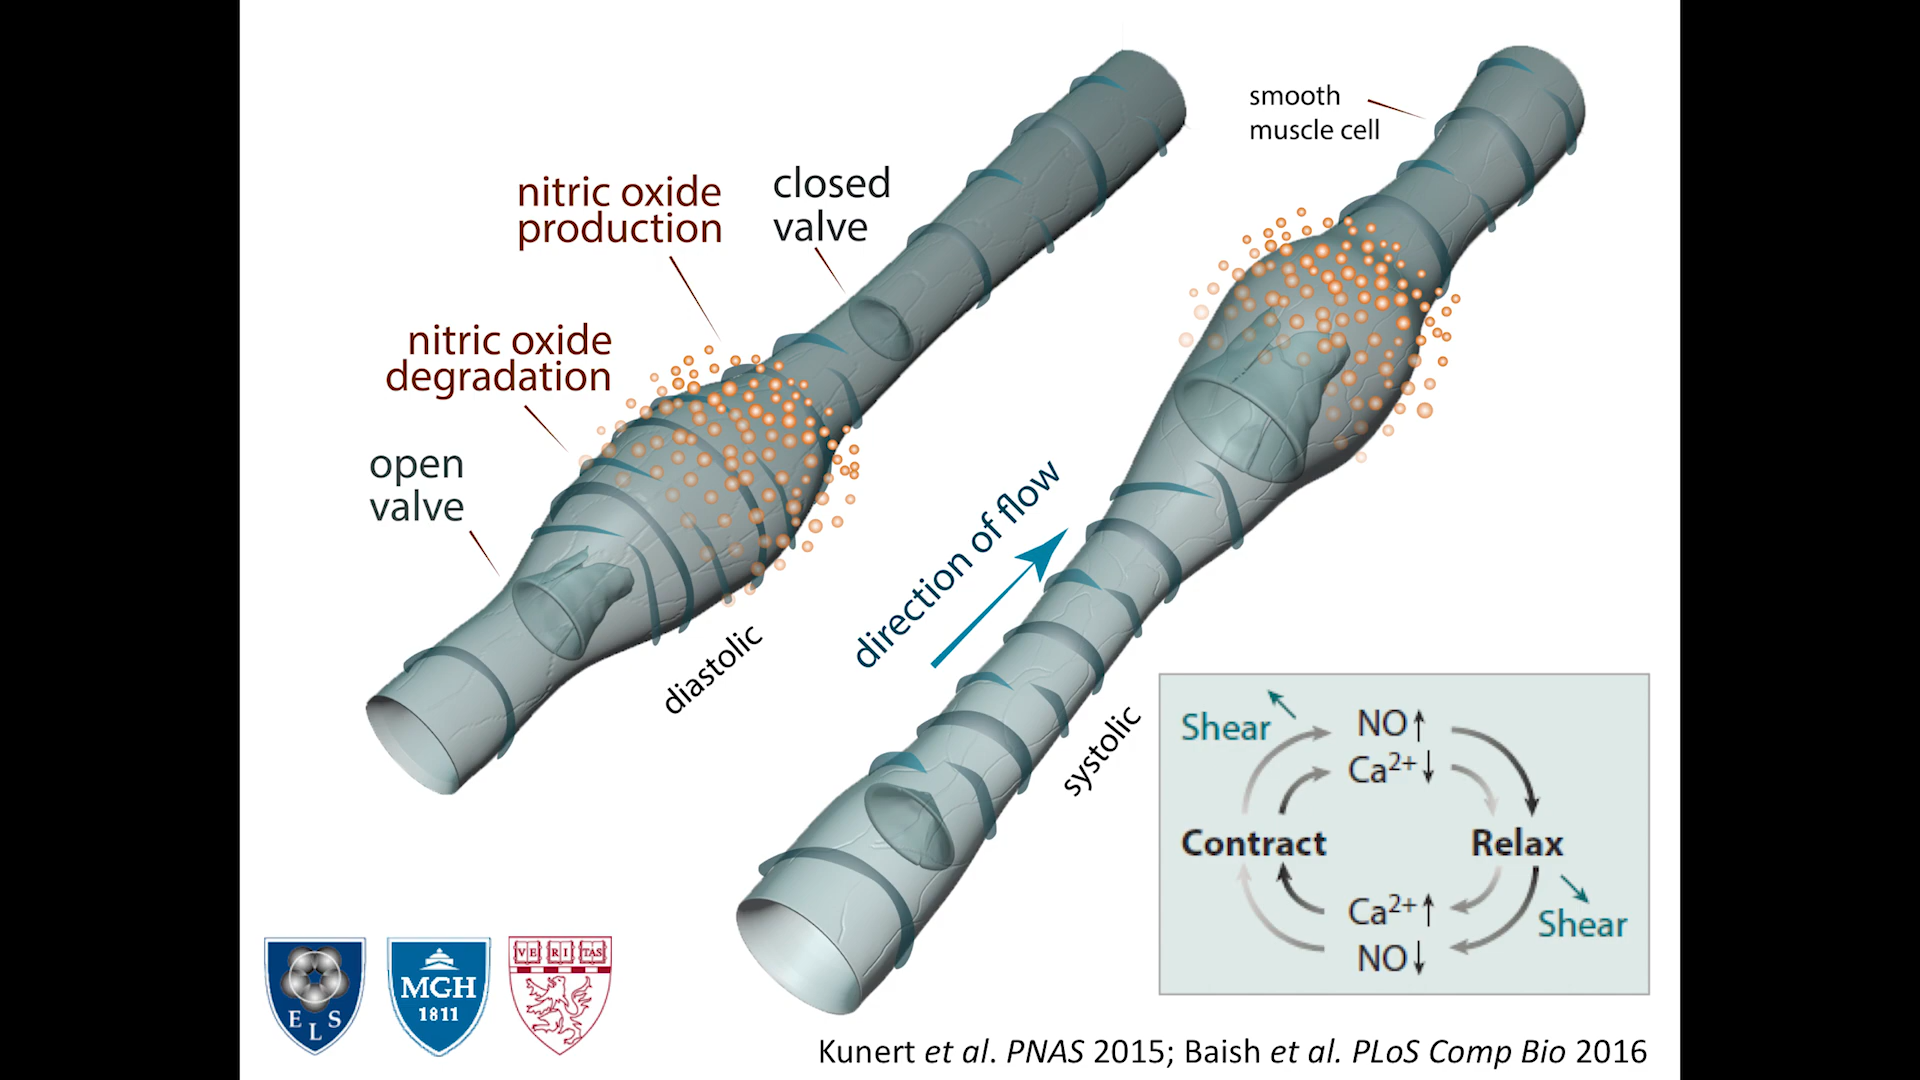 smooth
muscle cell
nitric oxide
production
closed
valve
nitric oxide
degradation
open
valve
direction of flow
diastolic
systolic
Shear
NO↑
Ca²⁺↓
Contract
Relax
Ca²⁺↑
NO↓
Shear
E L S
MGH
1811
VE RI TAS
Kunert et al. PNAS 2015; Baish et al. PLoS Comp Bio 2016